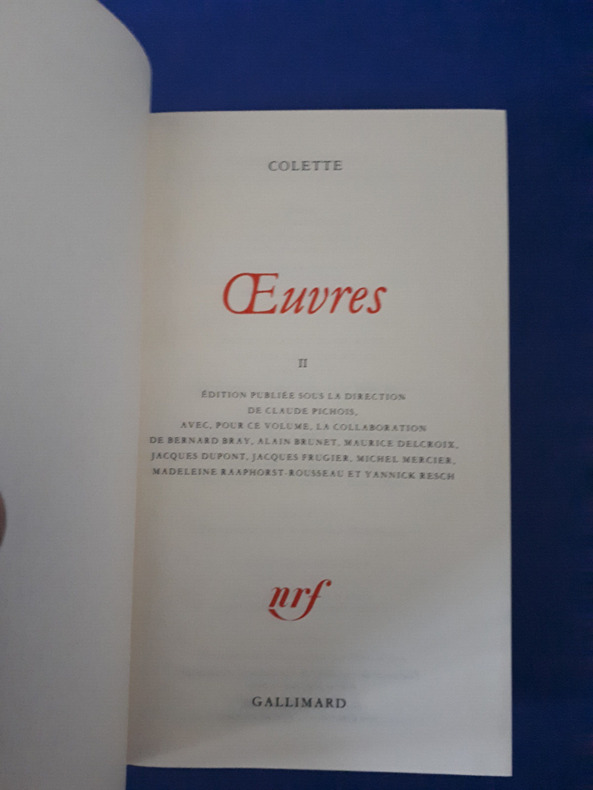 COLETTE
Œuvres
II
ÉDITION PUBLIÉE SOUS LA DIRECTION
DE CLAUDE PICHOIS,
AVEC, POUR CE VOLUME, LA COLLABORATION
DE BERNARD BRAY, ALAIN BRUNET, MAURICE DELCROIX,
JACQUES DUPONT, JACQUES FRUGIER, MICHEL MERCIER,
MADELEINE RAAPHORST-ROUSSEAU ET YANNICK RESCH
nrf
GALLIMARD